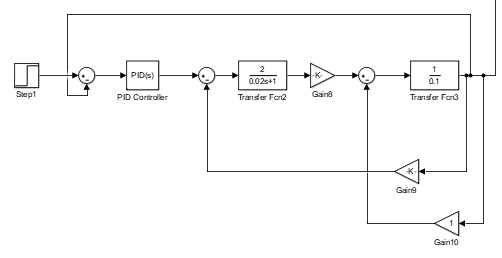 PID(s)
2
0.02s+1
-K-
1
0.1
Step1
PID Controller
Transfer Fcn2
Gain8
Transfer Fcn3
-K-
Gain9
1
Gain10